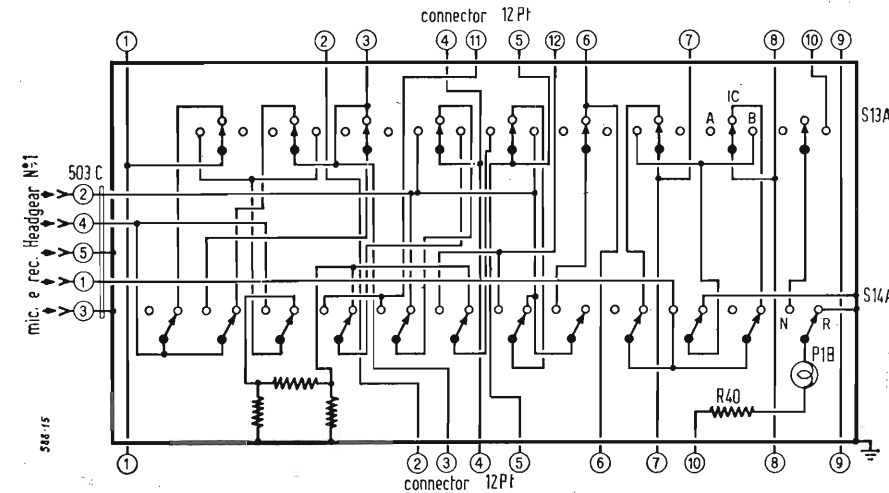 connector 12Pt
1 2 3 4 11 5 12 6 7 8 10 9
IC
A B
S13A
503 C
2
4
5
1
3
mic. e rec. Headgear N°1
S14A
N R
P1B
R40
588-15
1 2 3 4 5 6 7 10 8 9
connector 12Pt